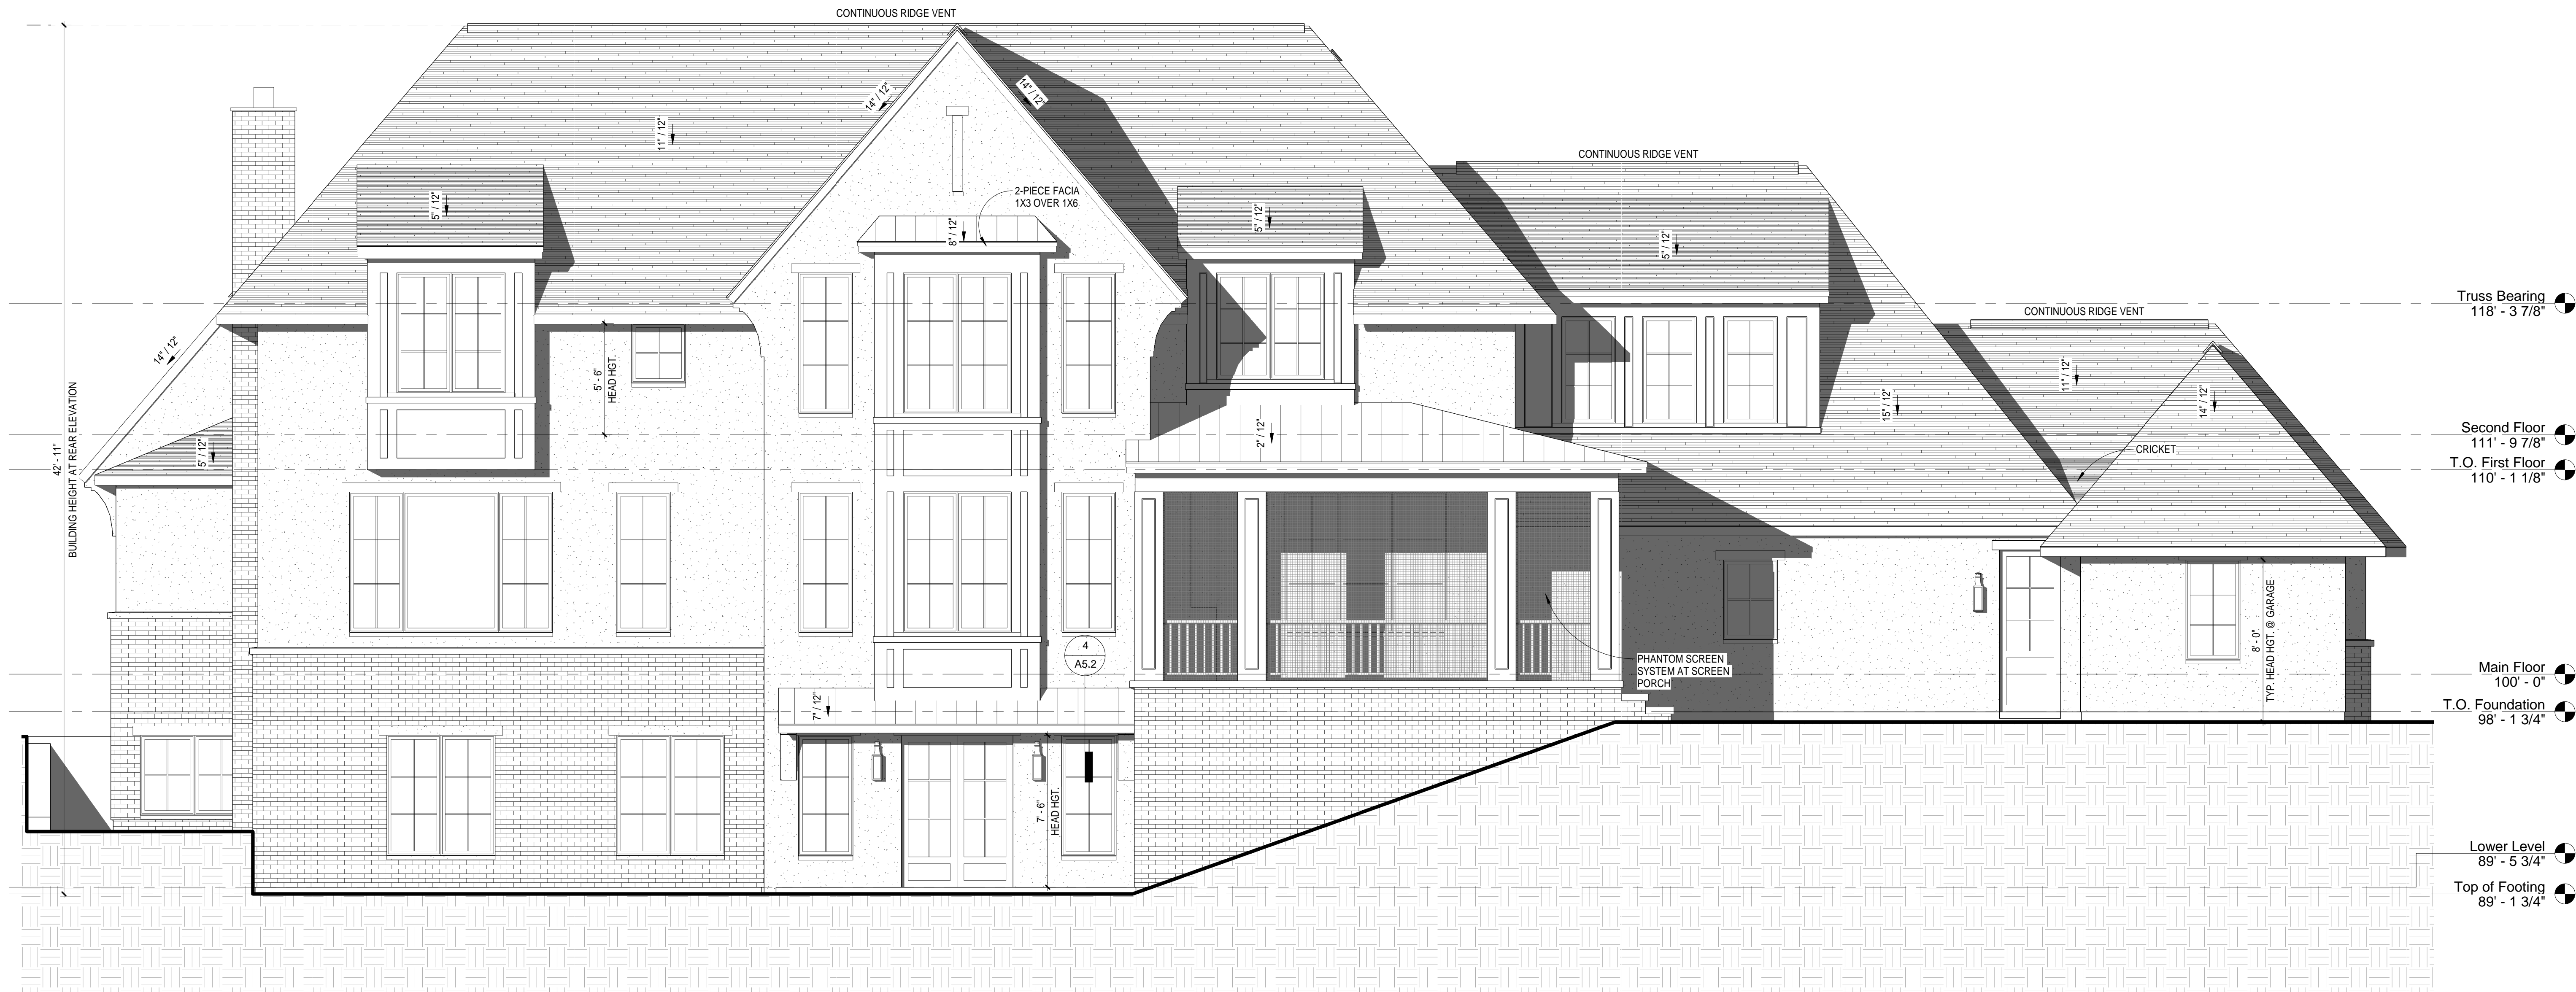 CONTINUOUS RIDGE VENT
14" / 12"
14" / 12"
11" / 12"
CONTINUOUS RIDGE VENT
2-PIECE FACIA
1X3 OVER 1X6
5" / 12"
8" / 12"
5" / 12"
5" / 12"
Truss Bearing
118' - 3 7/8"
CONTINUOUS RIDGE VENT
14" / 12"
5' - 6"
HEAD HGT.
11" / 12"
15" / 12"
14" / 12"
42' - 11"
BUILDING HEIGHT AT REAR ELEVATION
5" / 12"
2" / 12"
Second Floor
111' - 9 7/8"
CRICKET
T.O. First Floor
110' - 1 1/8"
4
A5.2
PHANTOM SCREEN
SYSTEM AT SCREEN
PORCH
8' - 0"
TYP. HEAD HGT. @ GARAGE
Main Floor
100' - 0"
7" / 12"
T.O. Foundation
98' - 1 3/4"
7' - 6"
HEAD HGT.
Lower Level
89' - 5 3/4"
Top of Footing
89' - 1 3/4"